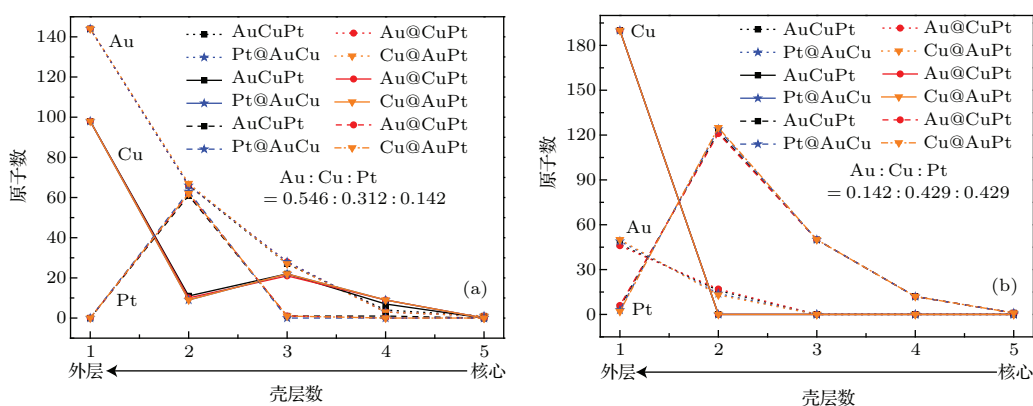 原子数
140
120
100
80
60
40
20
0
Au
Cu
Pt
AuCuPt Au@CuPt
Pt@AuCu Cu@AuPt
AuCuPt Au@CuPt
Pt@AuCu Cu@AuPt
AuCuPt Au@CuPt
Pt@AuCu Cu@AuPt
Au : Cu : Pt
= 0.546 : 0.312 : 0.142
(a)
1 2 3 4 5
外层 核心
壳层数
原子数
180
150
120
90
60
30
0
Cu
Au
Pt
AuCuPt Au@CuPt
Pt@AuCu Cu@AuPt
AuCuPt Au@CuPt
Pt@AuCu Cu@AuPt
AuCuPt Au@CuPt
Pt@AuCu Cu@AuPt
Au : Cu : Pt
= 0.142 : 0.429 : 0.429
(b)
1 2 3 4 5
外层 核心
壳层数